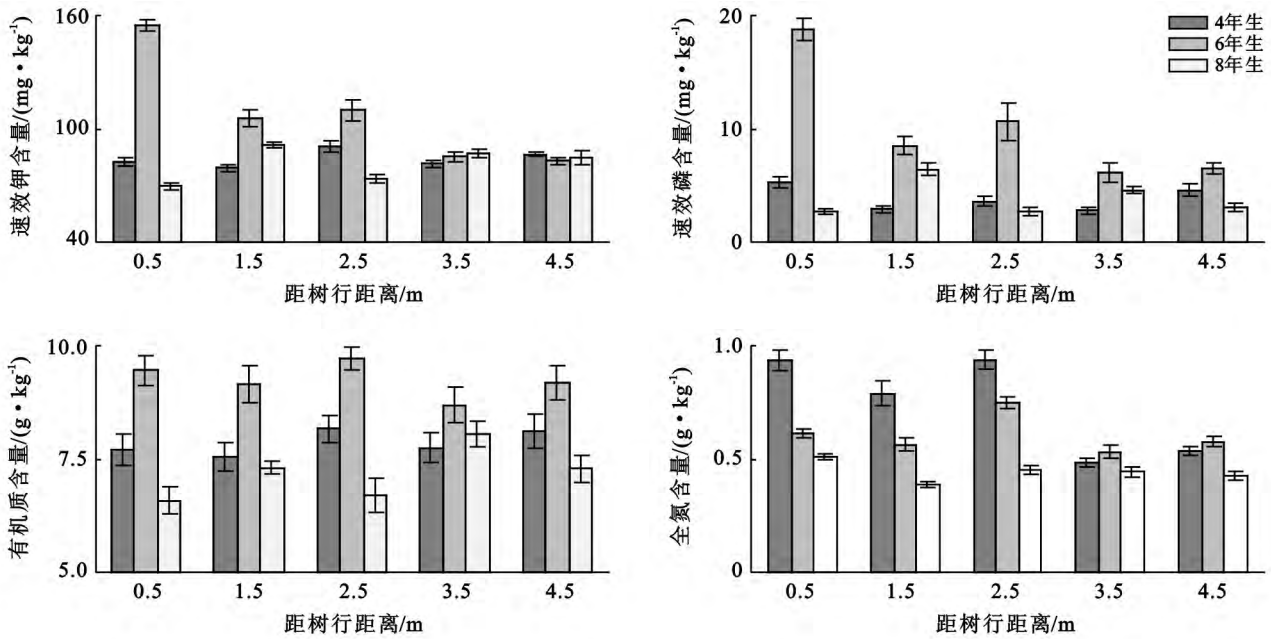 速效钾含量/(mg·kg⁻¹)
160
100
40
0.5 1.5 2.5 3.5 4.5
距树行距离/m
速效磷含量/(mg·kg⁻¹)
20
10
0
4年生
6年生
8年生
0.5 1.5 2.5 3.5 4.5
距树行距离/m
有机质含量/(g·kg⁻¹)
10.0
7.5
5.0
0.5 1.5 2.5 3.5 4.5
距树行距离/m
全氮含量/(g·kg⁻¹)
1.0
0.5
0
0.5 1.5 2.5 3.5 4.5
距树行距离/m